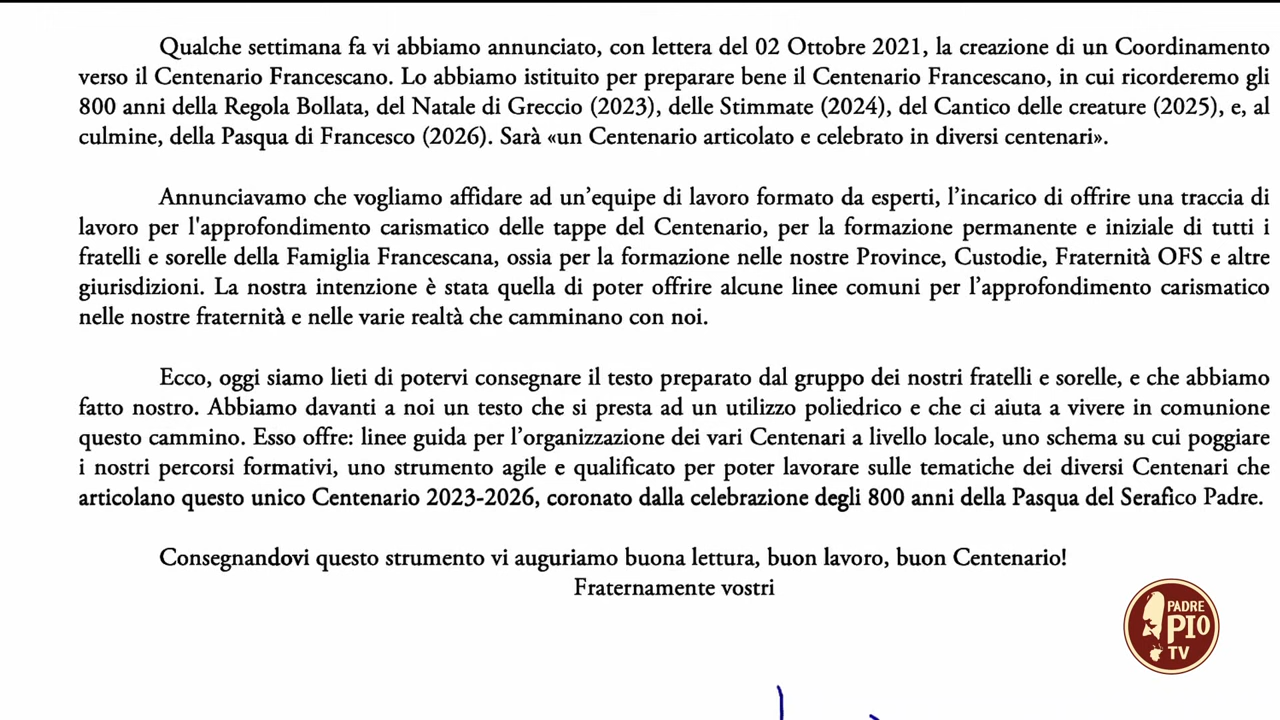 Qualche settimana fa vi abbiamo annunciato, con lettera del 02 Ottobre 2021, la creazione di un Coordinamento
verso il Centenario Francescano. Lo abbiamo istituito per preparare bene il Centenario Francescano, in cui ricorderemo gli
800 anni della Regola Bollata, del Natale di Greccio (2023), delle Stimmate (2024), del Cantico delle creature (2025), e, al
culmine, della Pasqua di Francesco (2026). Sarà «un Centenario articolato e celebrato in diversi centenari».
Annunciavamo che vogliamo affidare ad un’equipe di lavoro formato da esperti, l’incarico di offrire una traccia di
lavoro per l'approfondimento carismatico delle tappe del Centenario, per la formazione permanente e iniziale di tutti i
fratelli e sorelle della Famiglia Francescana, ossia per la formazione nelle nostre Province, Custodie, Fraternità OFS e altre
giurisdizioni. La nostra intenzione è stata quella di poter offrire alcune linee comuni per l’approfondimento carismatico
nelle nostre fraternità e nelle varie realtà che camminano con noi.
Ecco, oggi siamo lieti di potervi consegnare il testo preparato dal gruppo dei nostri fratelli e sorelle, e che abbiamo
fatto nostro. Abbiamo davanti a noi un testo che si presta ad un utilizzo poliedrico e che ci aiuta a vivere in comunione
questo cammino. Esso offre: linee guida per l’organizzazione dei vari Centenari a livello locale, uno schema su cui poggiare
i nostri percorsi formativi, uno strumento agile e qualificato per poter lavorare sulle tematiche dei diversi Centenari che
articolano questo unico Centenario 2023-2026, coronato dalla celebrazione degli 800 anni della Pasqua del Serafico Padre.
Consegnandovi questo strumento vi auguriamo buona lettura, buon lavoro, buon Centenario!
Fraternamente vostri
PADRE
PIO
TV